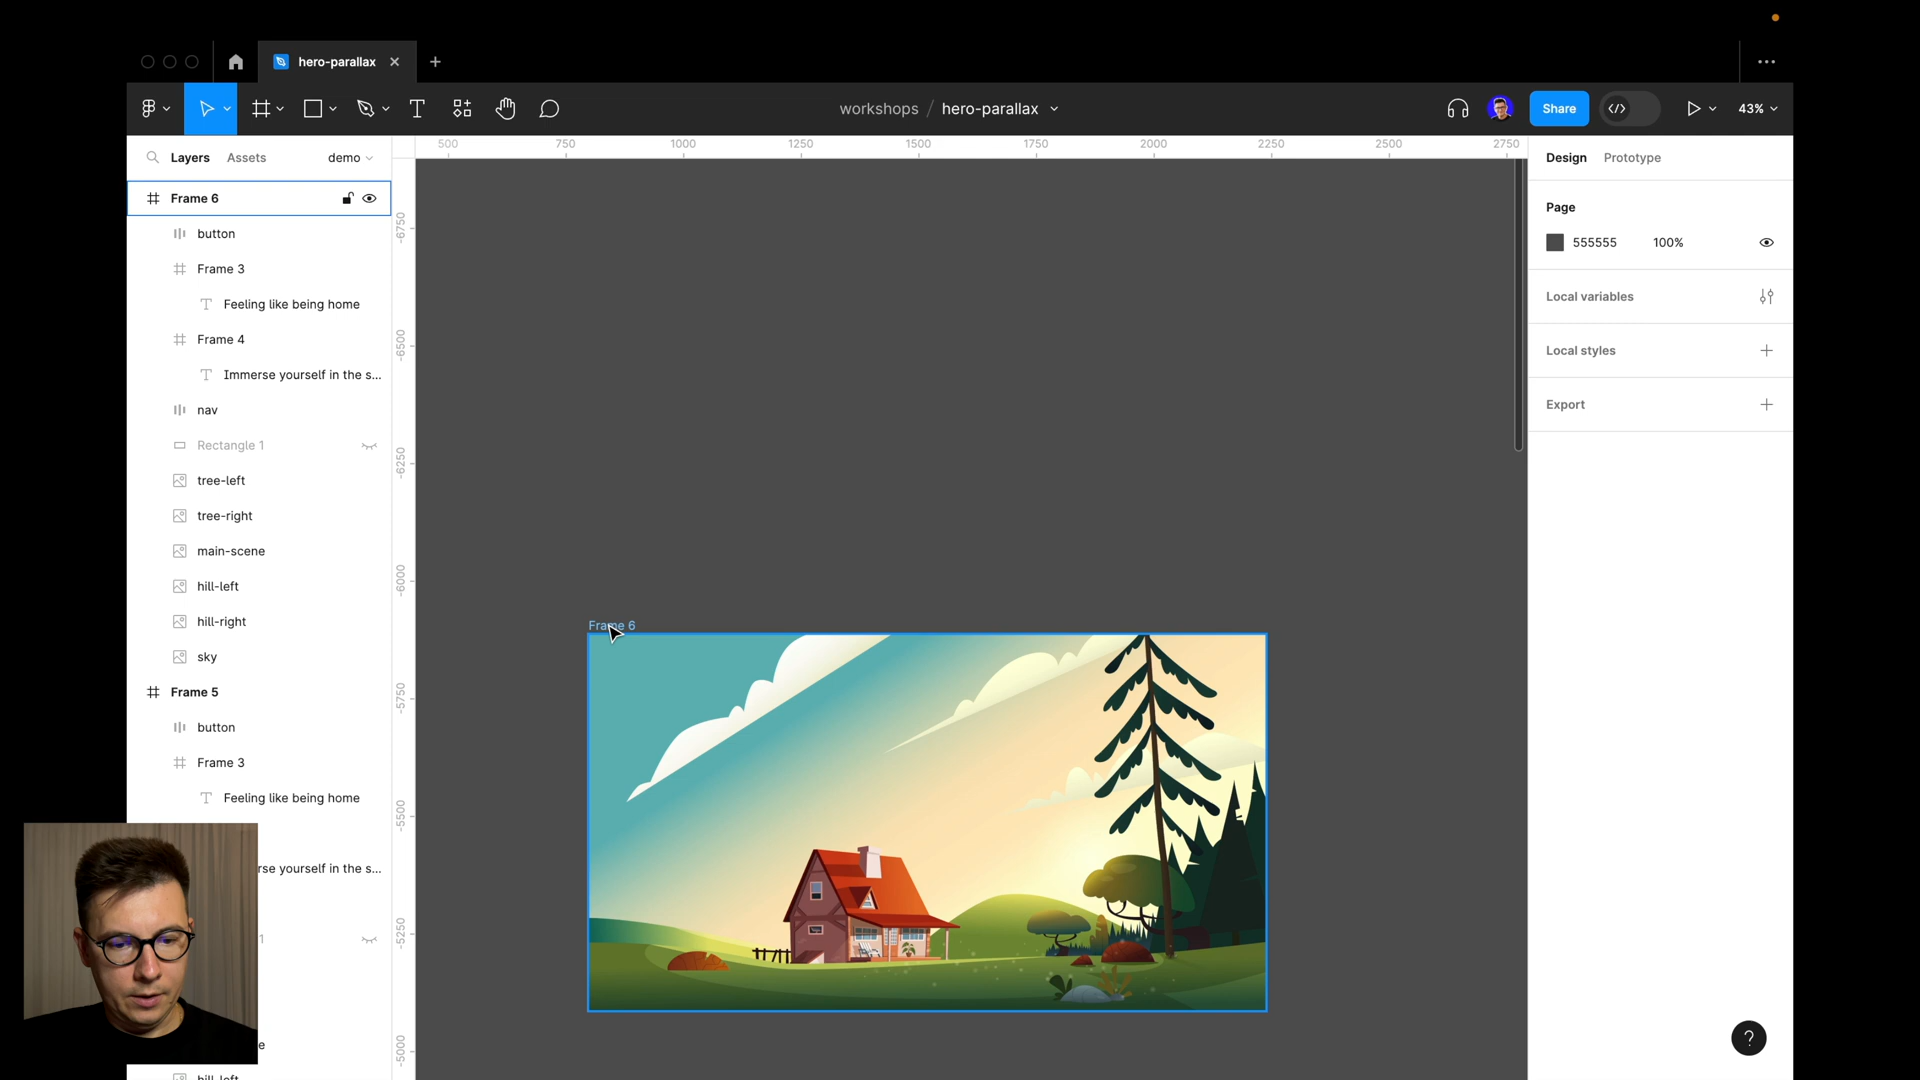 hero-parallax
workshops / hero-parallax
Share
43%
Layers
Assets
demo
500
750
1000
1250
1500
1750
2000
2250
2500
2750
Design
Prototype
Frame 6
button
Frame 3
Feeling like being home
Frame 4
Immerse yourself in the s...
nav
Rectangle 1
tree-left
tree-right
main-scene
hill-left
hill-right
sky
Frame 5
button
Frame 3
Feeling like being home
rse yourself in the s...
1
e
hill-left
-6750
-6500
-6250
-6000
-5750
-5500
-5250
-5000
Frame 6
Page
555555
100%
Local variables
Local styles
Export
?